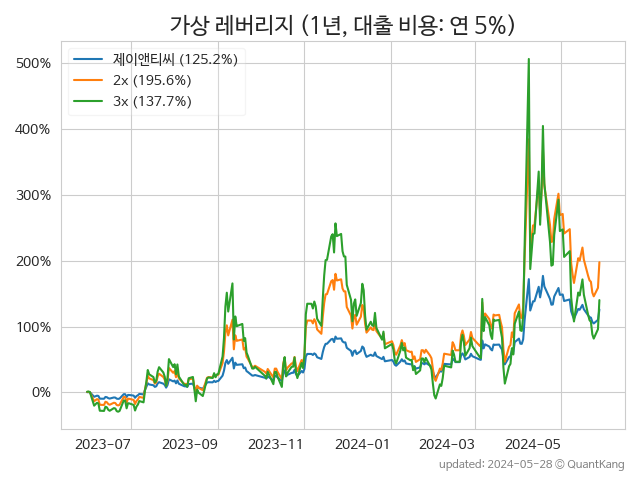 가상 레버리지 (1년, 대출 비용: 연 5%)
제이앤티씨 (125.2%)
2x (195.6%)
3x (137.7%)
500%
400%
300%
200%
100%
0%
2023-07 2023-09 2023-11 2024-01 2024-03 2024-05
updated: 2024-05-28 © QuantKang